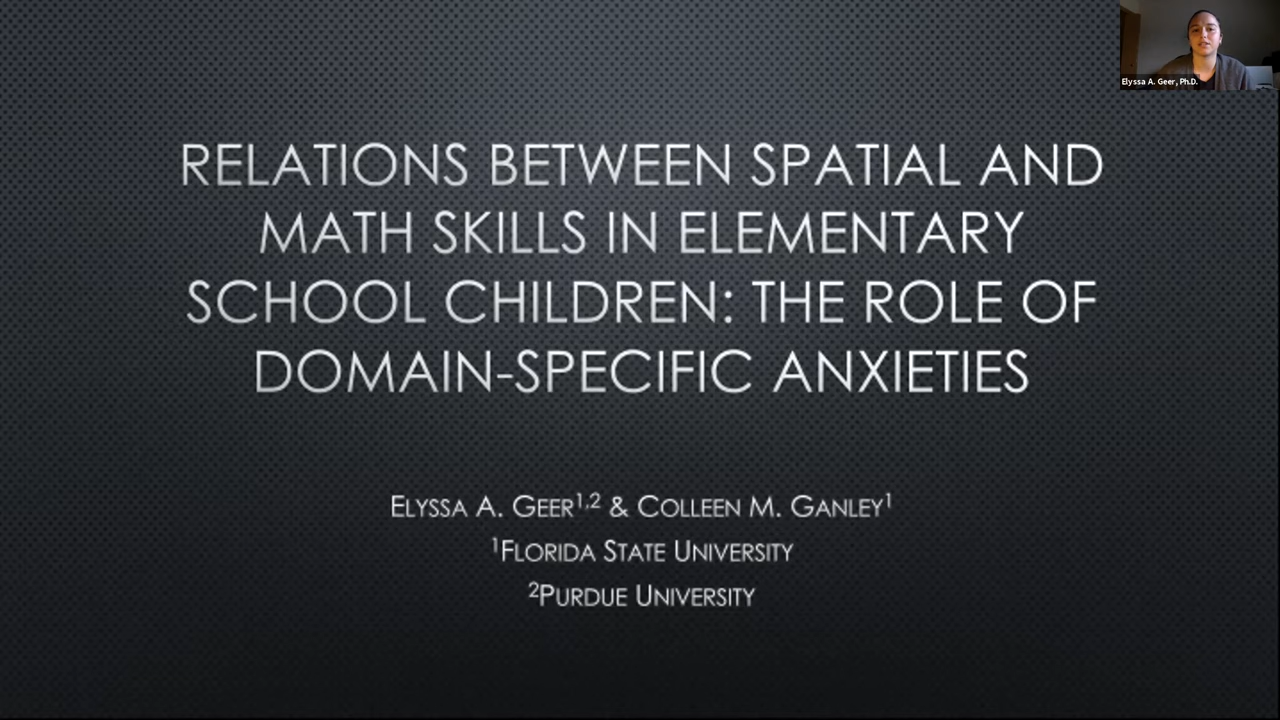 Elyssa A. Geer, Ph.D.
RELATIONS BETWEEN SPATIAL AND
MATH SKILLS IN ELEMENTARY
SCHOOL CHILDREN: THE ROLE OF
DOMAIN-SPECIFIC ANXIETIES
ELYSSA A. GEER¹,² & COLLEEN M. GANLEY¹
¹FLORIDA STATE UNIVERSITY
²PURDUE UNIVERSITY